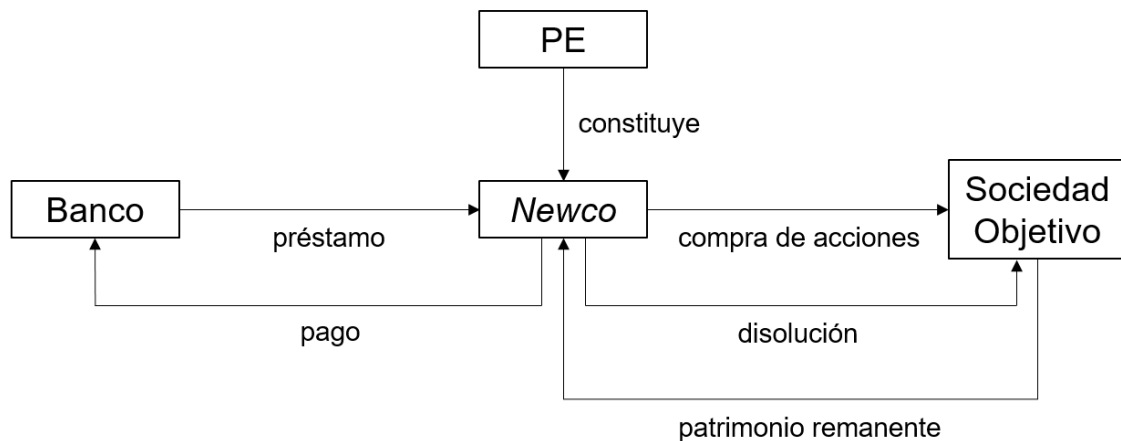 PE
constituye
Banco
préstamo
Newco
compra de acciones
Sociedad
Objetivo
pago
disolución
patrimonio remanente